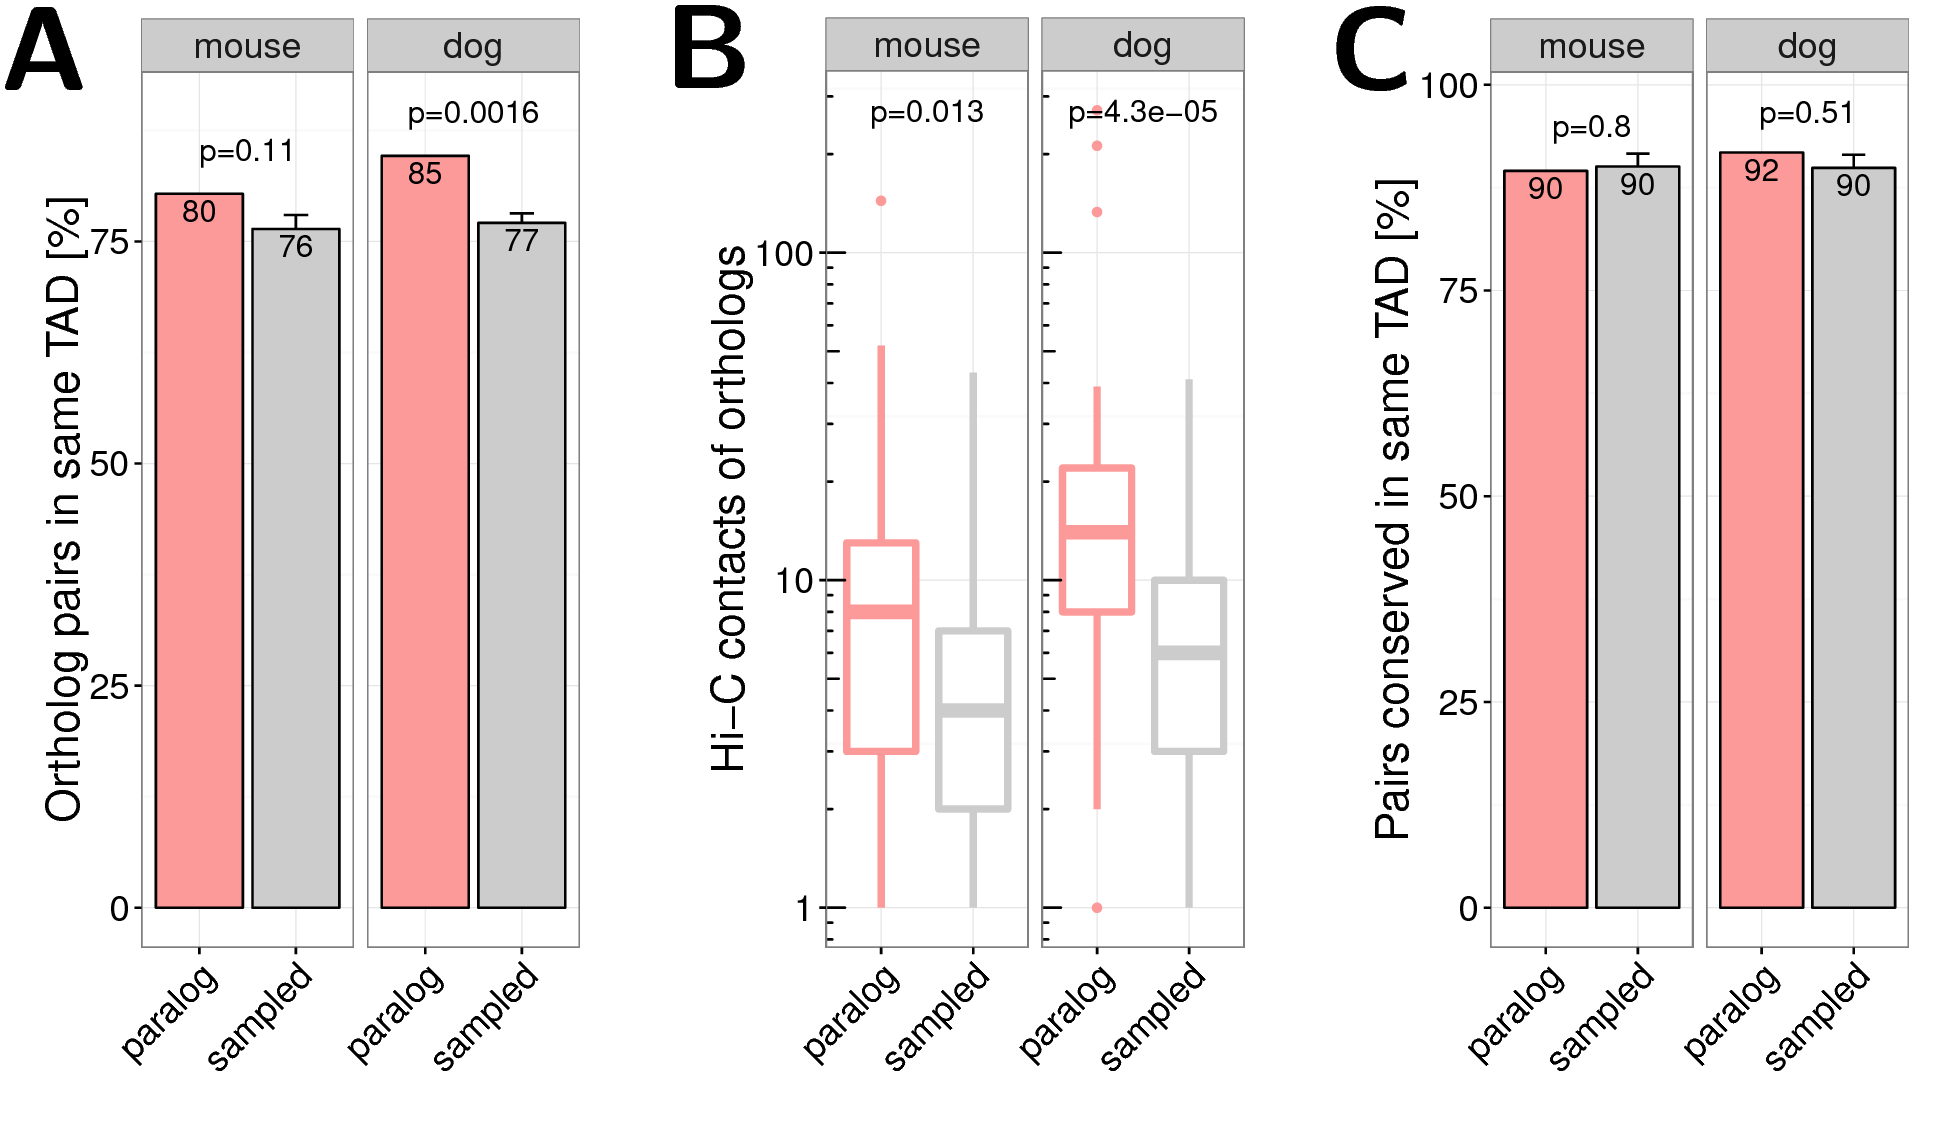 A
mouse
dog
Ortholog pairs in same TAD [%]
75
50
25
0
p=0.11
80
76
p=0.0016
85
77
paralog
sampled
paralog
sampled
B
mouse
dog
Hi−C contacts of orthologs
100
10
1
p=0.013
p=4.3e−05
paralog
sampled
paralog
sampled
C
mouse
dog
Pairs conserved in same TAD [%]
100
75
50
25
0
p=0.8
90
90
p=0.51
92
90
paralog
sampled
paralog
sampled